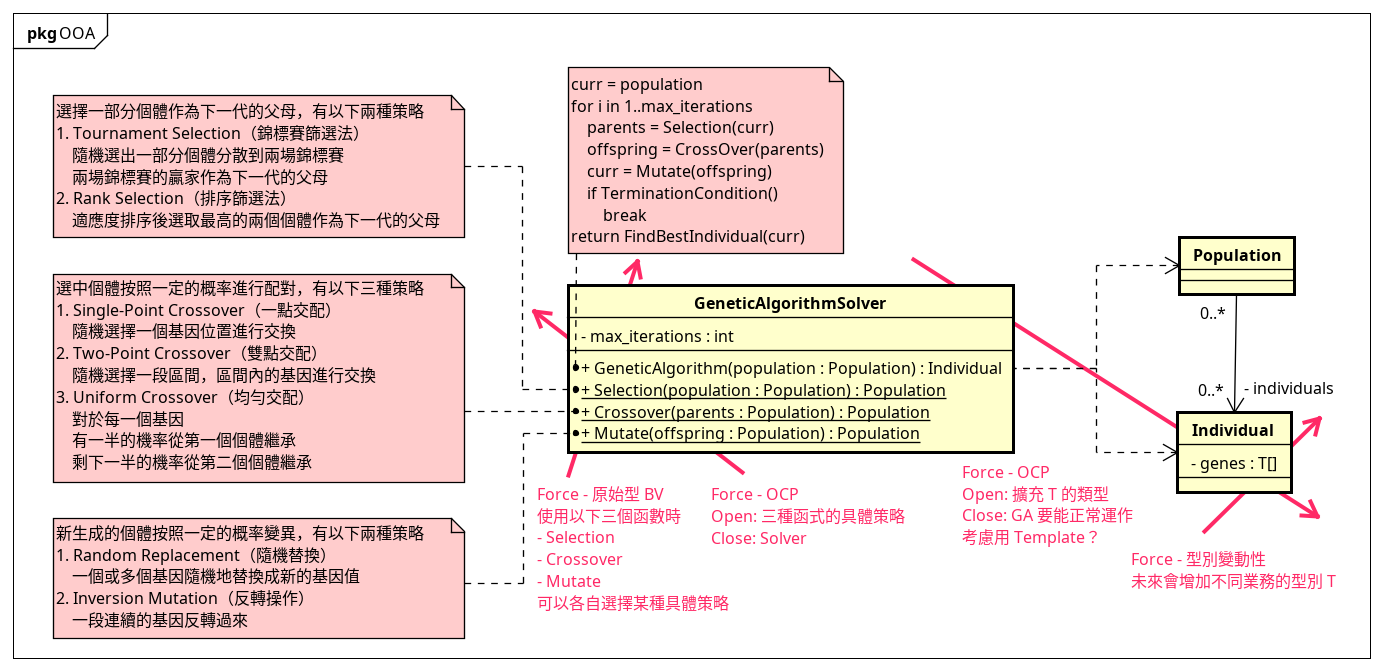 pkg OOA
選擇一部分個體作為下一代的父母，有以下兩種策略
1. Tournament Selection（錦標賽篩選法）
隨機選出一部分個體分散到兩場錦標賽
兩場錦標賽的贏家作為下一代的父母
2. Rank Selection（排序篩選法）
適應度排序後選取最高的兩個個體作為下一代的父母
選中個體按照一定的概率進行配對，有以下三種策略
1. Single-Point Crossover（一點交配）
隨機選擇一個基因位置進行交換
2. Two-Point Crossover（雙點交配）
隨機選擇一段區間，區間內的基因進行交換
3. Uniform Crossover（均勻交配）
對於每一個基因
有一半的機率從第一個個體繼承
剩下一半的機率從第二個個體繼承
新生成的個體按照一定的概率變異，有以下兩種策略
1. Random Replacement（隨機替換）
一個或多個基因隨機地替換成新的基因值
2. Inversion Mutation（反轉操作）
一段連續的基因反轉過來
curr = population
for i in 1..max_iterations
parents = Selection(curr)
offspring = CrossOver(parents)
curr = Mutate(offspring)
if TerminationCondition()
break
return FindBestIndividual(curr)
GeneticAlgorithmSolver
- max_iterations : int
+ GeneticAlgorithm(population : Population) : Individual
+ Selection(population : Population) : Population
+ Crossover(parents : Population) : Population
+ Mutate(offspring : Population) : Population
Force - 原始型 BV
使用以下三個函數時
- Selection
- Crossover
- Mutate
可以各自選擇某種具體策略
Force - OCP
Open: 三種函式的具體策略
Close: Solver
Force - OCP
Open: 擴充 T 的類型
Close: GA 要能正常運作
考慮用 Template？
Population
0..*
0..*
- individuals
Individual
- genes : T[]
Force - 型別變動性
未來會增加不同業務的型別 T